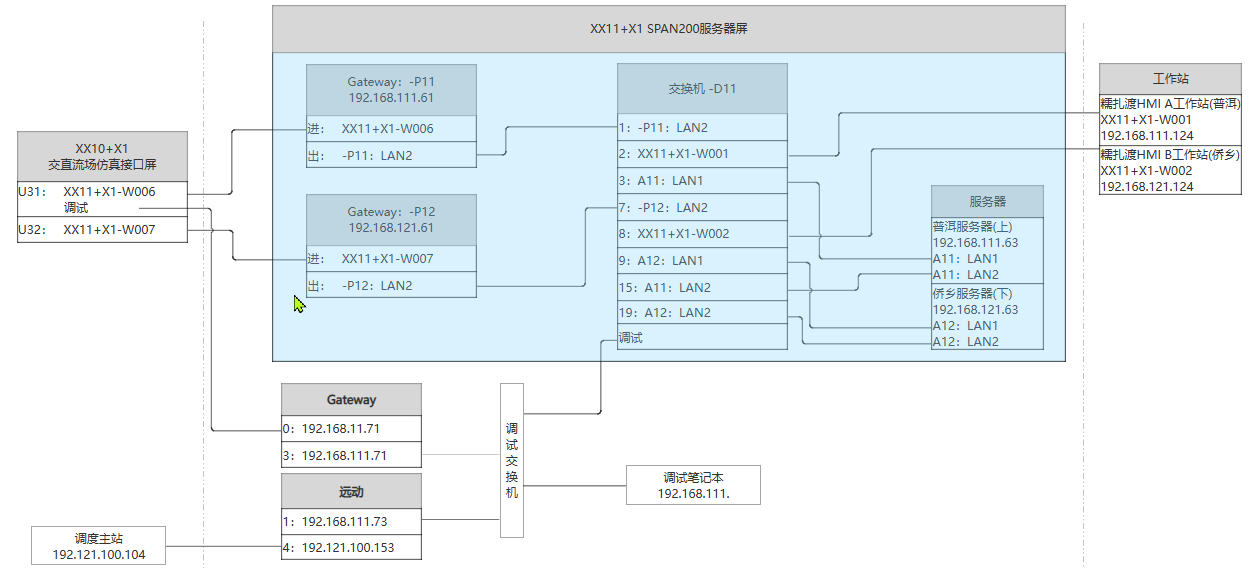 XX11+X1 SPAN200服务器屏
XX10+X1
交直流场仿真接口屏
U31: XX11+X1-W006
调试
U32: XX11+X1-W007
Gateway: -P11
192.168.111.61
进: XX11+X1-W006
出: -P11: LAN2
Gateway: -P12
192.168.121.61
进: XX11+X1-W007
出: -P12: LAN2
交换机 -D11
1: -P11: LAN2
2: XX11+X1-W001
3: A11: LAN1
7: -P12: LAN2
8: XX11+X1-W002
9: A12: LAN1
15: A11: LAN2
19: A12: LAN2
调试
服务器
普洱服务器(上)
192.168.111.63
A11: LAN1
A11: LAN2
侨乡服务器(下)
192.168.121.63
A12: LAN1
A12: LAN2
工作站
糯扎渡HMI A工作站(普洱)
XX11+X1-W001
192.168.111.124
糯扎渡HMI B工作站(侨乡)
XX11+X1-W002
192.168.121.124
Gateway
0: 192.168.11.71
3: 192.168.111.71
远动
1: 192.168.111.73
4: 192.121.100.153
调试交换机
调试笔记本
192.168.111.
调度主站
192.121.100.104